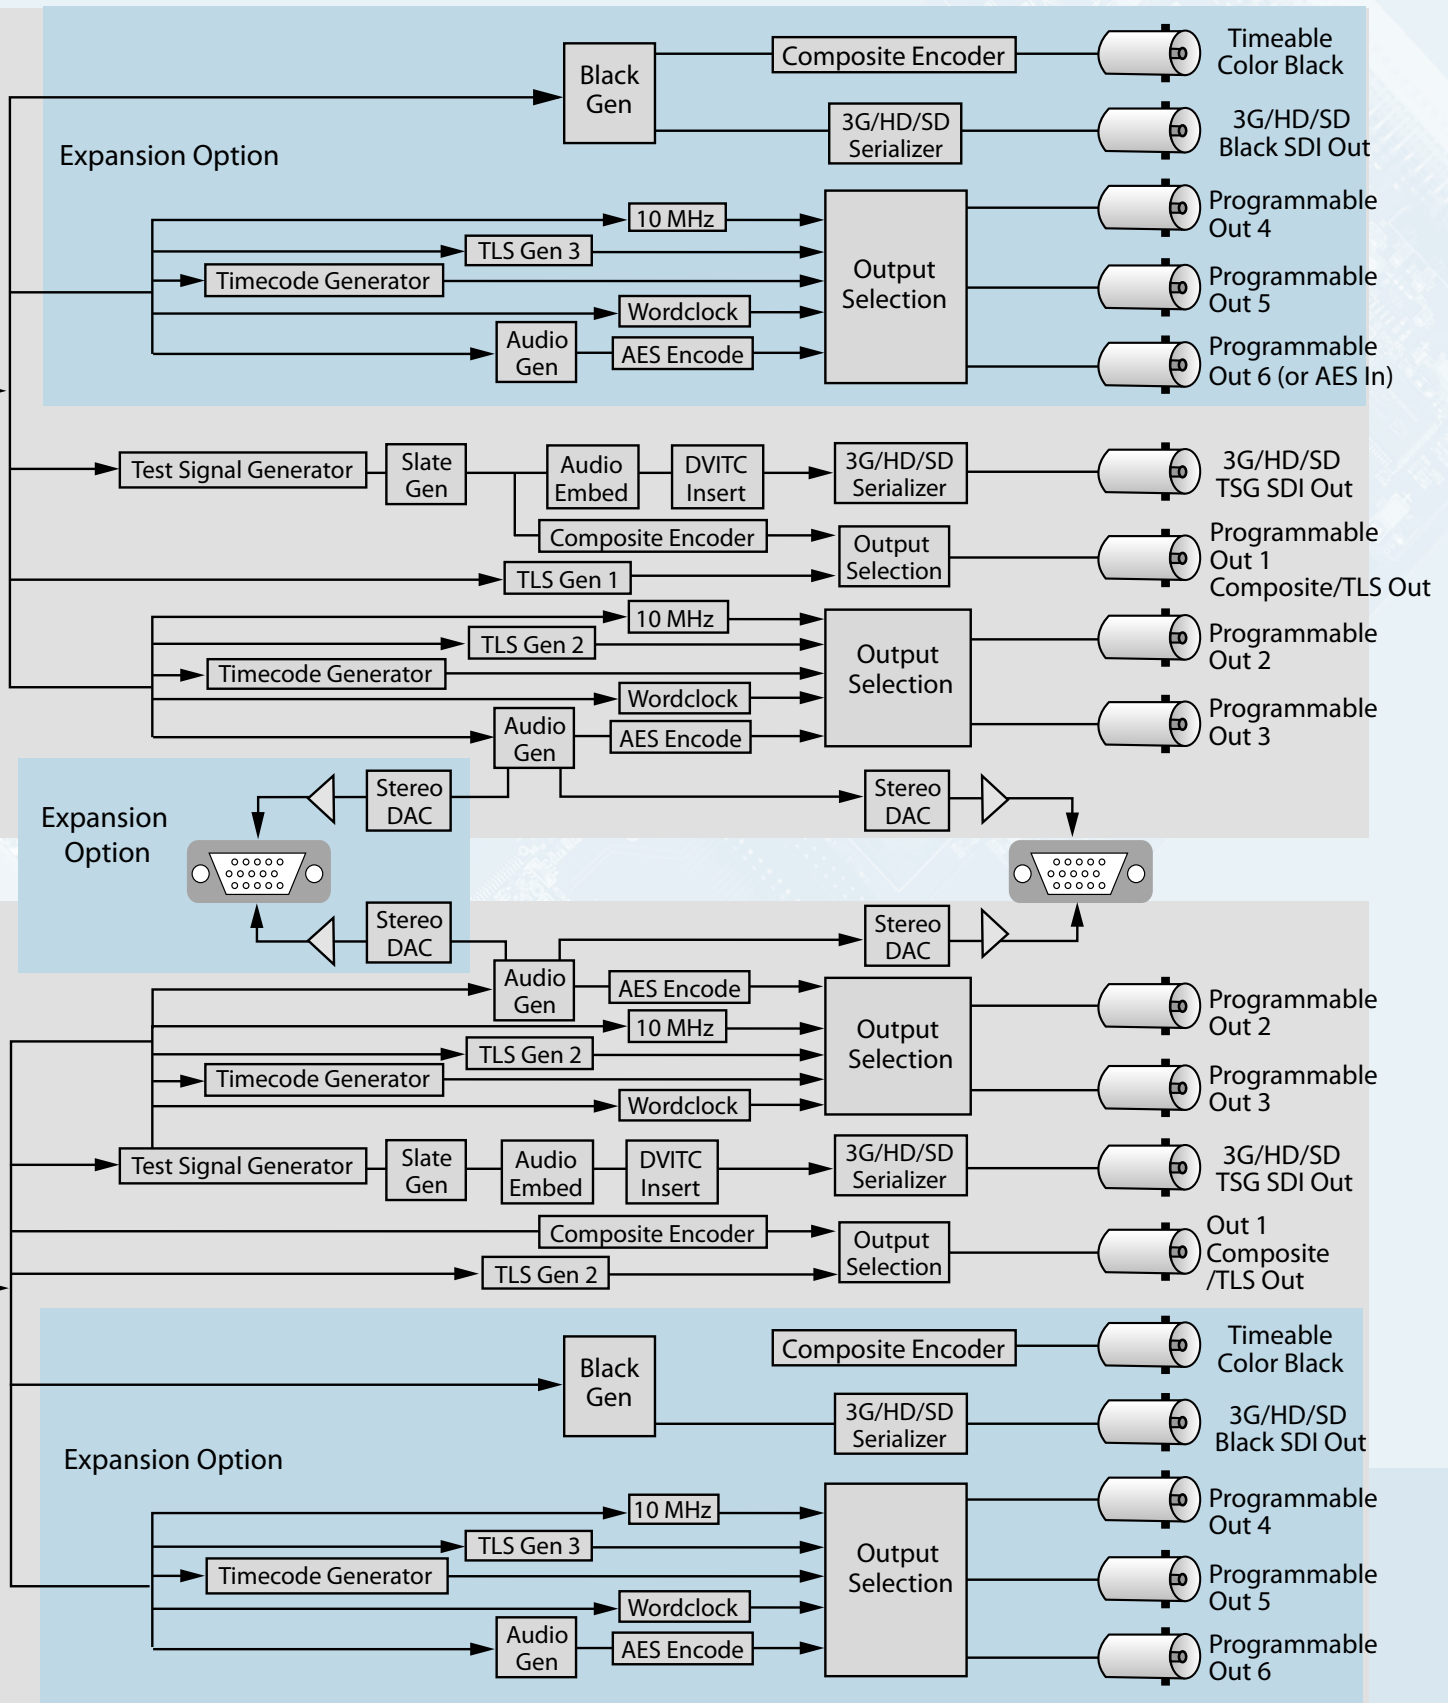 Timeable
Color Black
Composite Encoder
Black
Gen
3G/HD/SD
Serializer
3G/HD/SD
Black SDI Out
Expansion Option
10 MHz
TLS Gen 3
Timecode Generator
Wordclock
Audio
Gen
AES Encode
Output
Selection
Programmable
Out 4
Programmable
Out 5
Programmable
Out 6 (or AES In)
Test Signal Generator
Slate
Gen
Audio
Embed
DVITC
Insert
3G/HD/SD
Serializer
3G/HD/SD
TSG SDI Out
Composite Encoder
TLS Gen 1
Output
Selection
Programmable
Out 1
Composite/TLS Out
10 MHz
TLS Gen 2
Timecode Generator
Wordclock
Audio
Gen
AES Encode
Output
Selection
Programmable
Out 2
Programmable
Out 3
Expansion
Option
Stereo
DAC
Stereo
DAC
Stereo
DAC
Stereo
DAC
Audio
Gen
AES Encode
10 MHz
TLS Gen 2
Timecode Generator
Wordclock
Output
Selection
Programmable
Out 2
Programmable
Out 3
Test Signal Generator
Slate
Gen
Audio
Embed
DVITC
Insert
3G/HD/SD
Serializer
3G/HD/SD
TSG SDI Out
Composite Encoder
TLS Gen 2
Output
Selection
Out 1
Composite
/TLS Out
Black
Gen
Composite Encoder
Timeable
Color Black
3G/HD/SD
Serializer
3G/HD/SD
Black SDI Out
Expansion Option
10 MHz
TLS Gen 3
Timecode Generator
Wordclock
Audio
Gen
AES Encode
Output
Selection
Programmable
Out 4
Programmable
Out 5
Programmable
Out 6